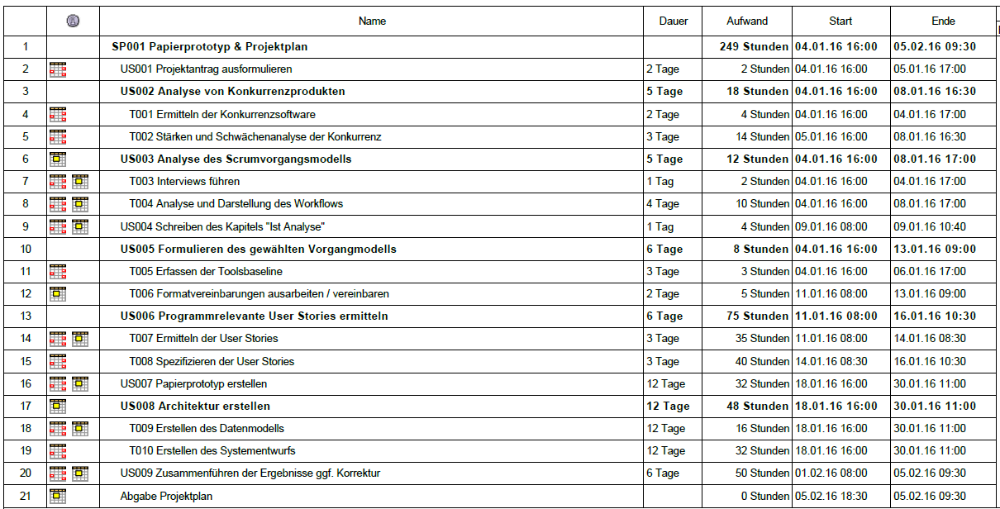 Name Dauer Aufwand Start Ende
1 SP001 Papierprototyp & Projektplan 249 Stunden 04.01.16 16:00 05.02.16 09:30
2 US001 Projektantrag ausformulieren 2 Tage 2 Stunden 04.01.16 16:00 05.01.16 17:00
3 US002 Analyse von Konkurrenzprodukten 5 Tage 18 Stunden 04.01.16 16:00 08.01.16 16:30
4 T001 Ermitteln der Konkurrenzsoftware 2 Tage 4 Stunden 04.01.16 16:00 04.01.16 17:00
5 T002 Stärken und Schwächenanalyse der Konkurrenz 3 Tage 14 Stunden 05.01.16 16:00 08.01.16 16:30
6 US003 Analyse des Scrumvorgangsmodells 5 Tage 12 Stunden 04.01.16 16:00 08.01.16 17:00
7 T003 Interviews führen 1 Tag 2 Stunden 04.01.16 16:00 04.01.16 17:00
8 T004 Analyse und Darstellung des Workflows 4 Tage 10 Stunden 04.01.16 16:00 08.01.16 17:00
9 US004 Schreiben des Kapitels "Ist Analyse" 1 Tag 4 Stunden 09.01.16 08:00 09.01.16 10:40
10 US005 Formulieren des gewählten Vorgangmodells 6 Tage 8 Stunden 04.01.16 16:00 13.01.16 09:00
11 T005 Erfassen der Toolsbaseline 3 Tage 3 Stunden 04.01.16 16:00 06.01.16 17:00
12 T006 Formatvereinbarungen ausarbeiten / vereinbaren 2 Tage 5 Stunden 11.01.16 08:00 13.01.16 09:00
13 US006 Programmrelevante User Stories ermitteln 6 Tage 75 Stunden 11.01.16 08:00 16.01.16 10:30
14 T007 Ermitteln der User Stories 3 Tage 35 Stunden 11.01.16 08:00 14.01.16 08:30
15 T008 Spezifizieren der User Stories 3 Tage 40 Stunden 14.01.16 08:30 16.01.16 10:30
16 US007 Papierprototyp erstellen 12 Tage 32 Stunden 18.01.16 16:00 30.01.16 11:00
17 US008 Architektur erstellen 12 Tage 48 Stunden 18.01.16 16:00 30.01.16 11:00
18 T009 Erstellen des Datenmodells 12 Tage 16 Stunden 18.01.16 16:00 30.01.16 11:00
19 T010 Erstellen des Systementwurfs 12 Tage 32 Stunden 18.01.16 16:00 30.01.16 11:00
20 US009 Zusammenführen der Ergebnisse ggf. Korrektur 6 Tage 50 Stunden 01.02.16 08:00 05.02.16 09:30
21 Abgabe Projektplan 0 Stunden 05.02.16 18:30 05.02.16 09:30